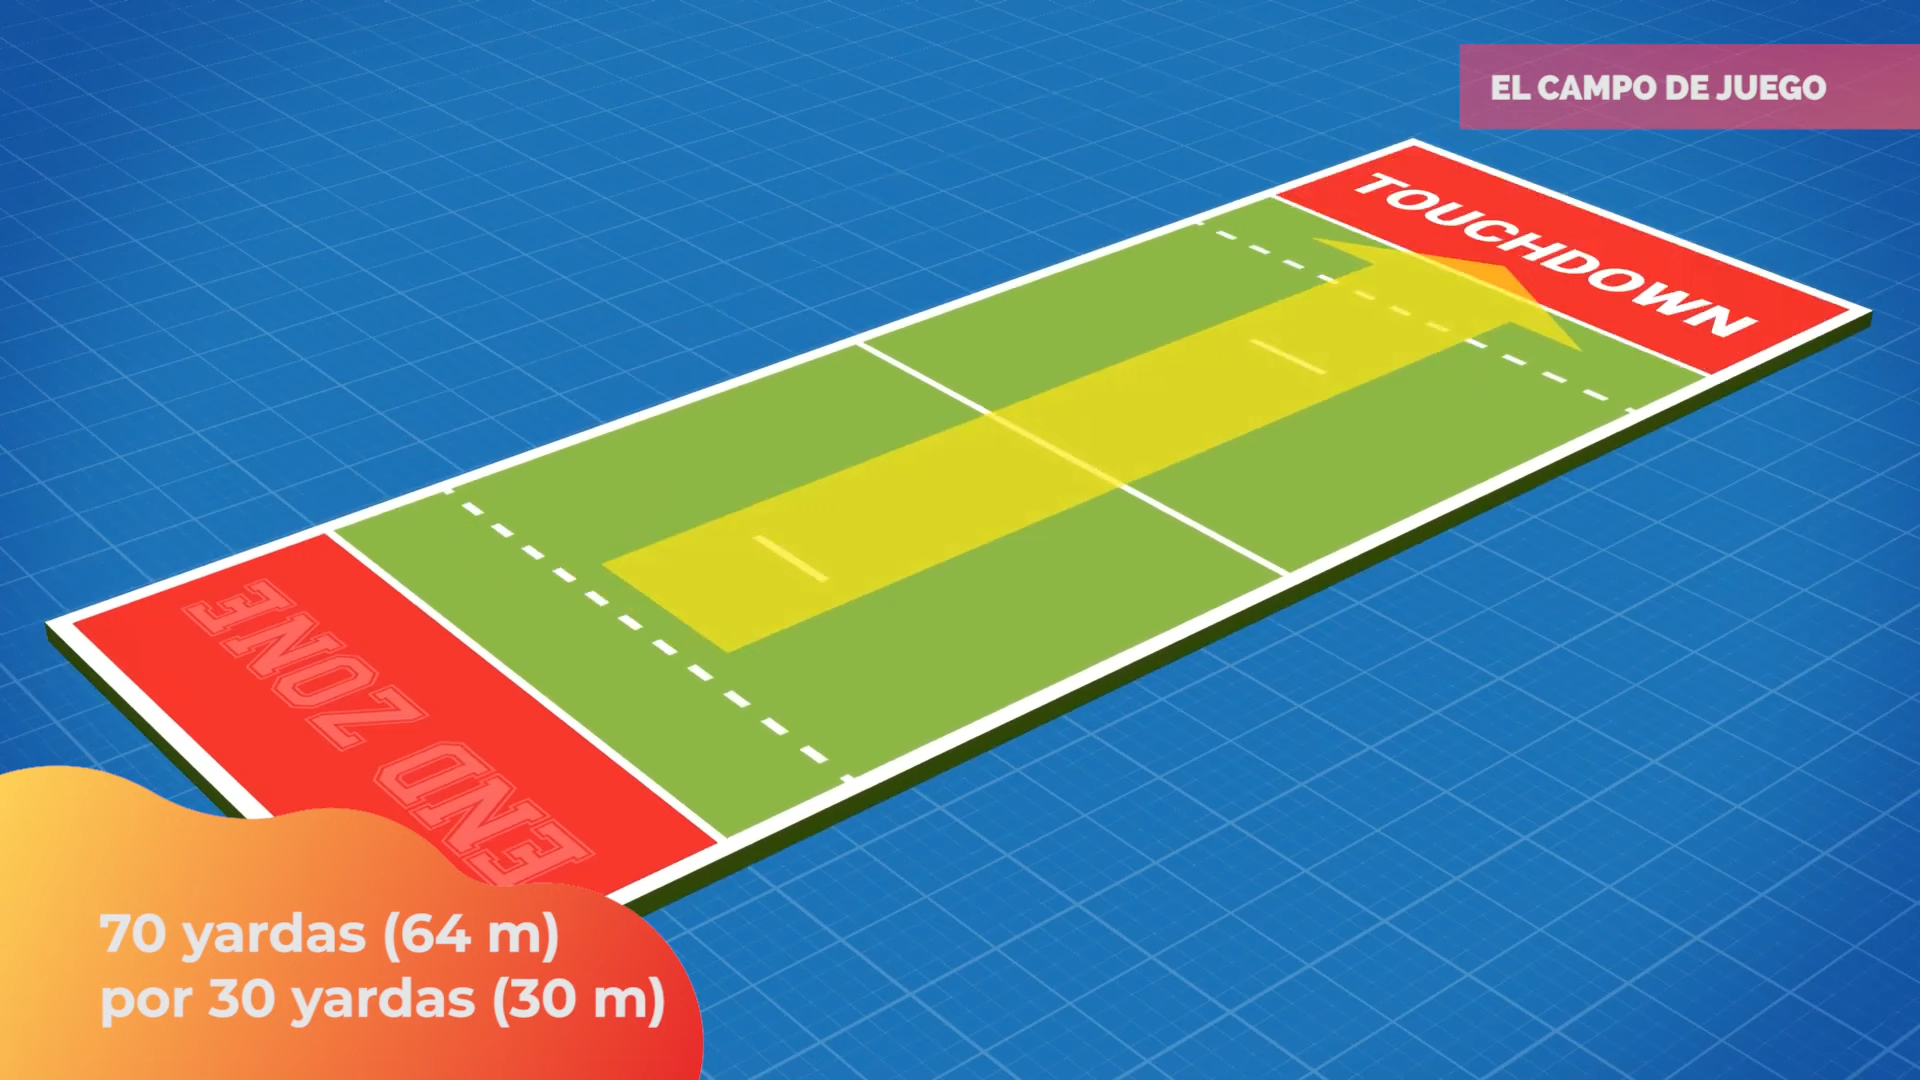 EL CAMPO DE JUEGO
TOUCHDOWN
END ZONE
70 yardas (64 m)
por 30 yardas (30 m)